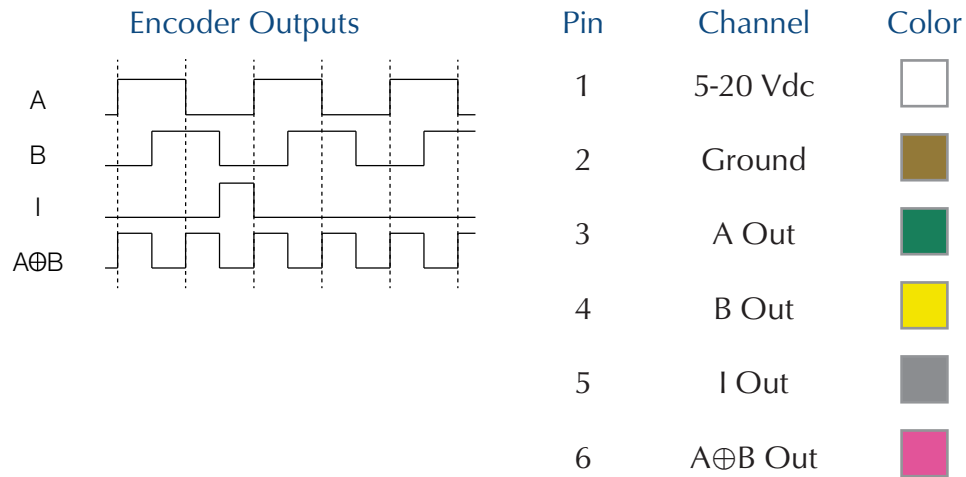 Encoder Outputs
A
B
I
A⊕B
Pin Channel Color
1 5-20 Vdc
2 Ground
3 A Out
4 B Out
5 I Out
6 A⊕B Out